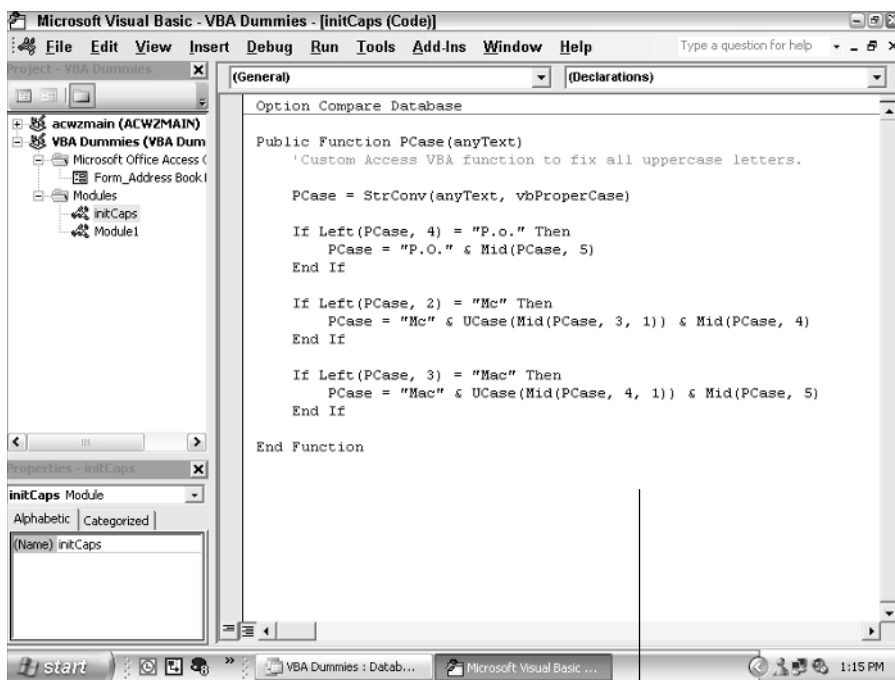 Microsoft Visual Basic - VBA Dummies - [initCaps (Code)]
File Edit View Insert Debug Run Tools Add-Ins Window Help Type a question for help
Project - VBA Dummies
(General) (Declarations)
acwzmain (ACWZMAIN)
VBA Dummies (VBA Dum
Microsoft Office Access (
Form_Address Book I
Modules
initCaps
Module1
Option Compare Database
Public Function PCase(anyText)
'Custom Access VBA function to fix all uppercase letters.
PCase = StrConv(anyText, vbProperCase)
If Left(PCase, 4) = "P.o." Then
PCase = "P.O." & Mid(PCase, 5)
End If
If Left(PCase, 2) = "Mc" Then
PCase = "Mc" & UCase(Mid(PCase, 3, 1)) & Mid(PCase, 4)
End If
If Left(PCase, 3) = "Mac" Then
PCase = "Mac" & UCase(Mid(PCase, 4, 1)) & Mid(PCase, 5)
End If
End Function
Properties - initCaps
initCaps Module
Alphabetic Categorized
(Name) initCaps
start VBA Dummies : Datab... Microsoft Visual Basic ... 1:15 PM